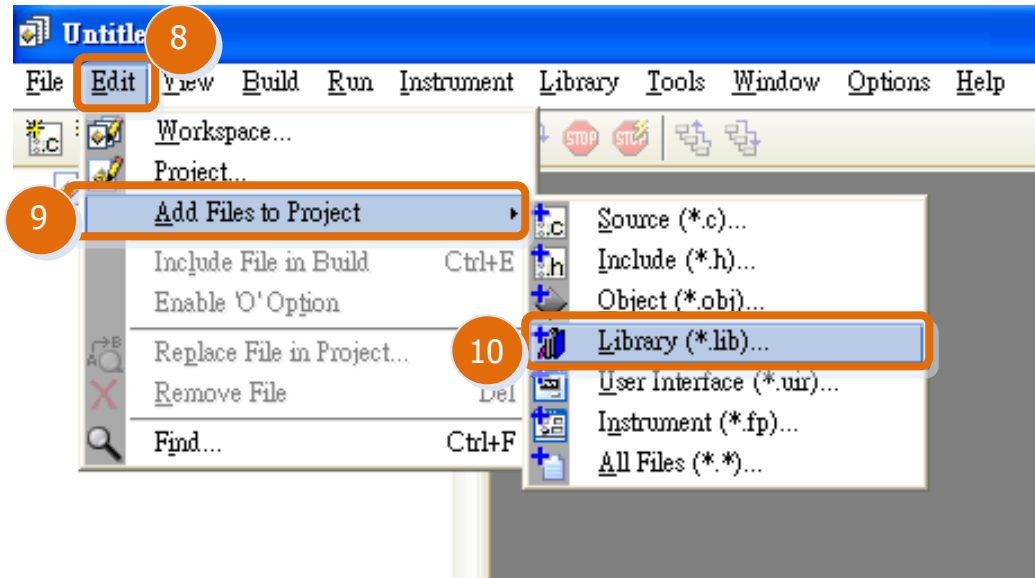 Untitle
8
File Edit View Build Run Instrument Library Tools Window Options Help
.c STOP STOP
Workspace...
Project...
9 Add Files to Project
.c Source (*.c)...
Include File in Build Ctrl+E
.h Include (*.h)...
Enable 'O' Option
Object (*.obj)...
Replace File in Project...
10 Library (*.lib)...
Remove File Del
User Interface (*.uir)...
Instrument (*.fp)...
Find... Ctrl+F
All Files (*.*)...